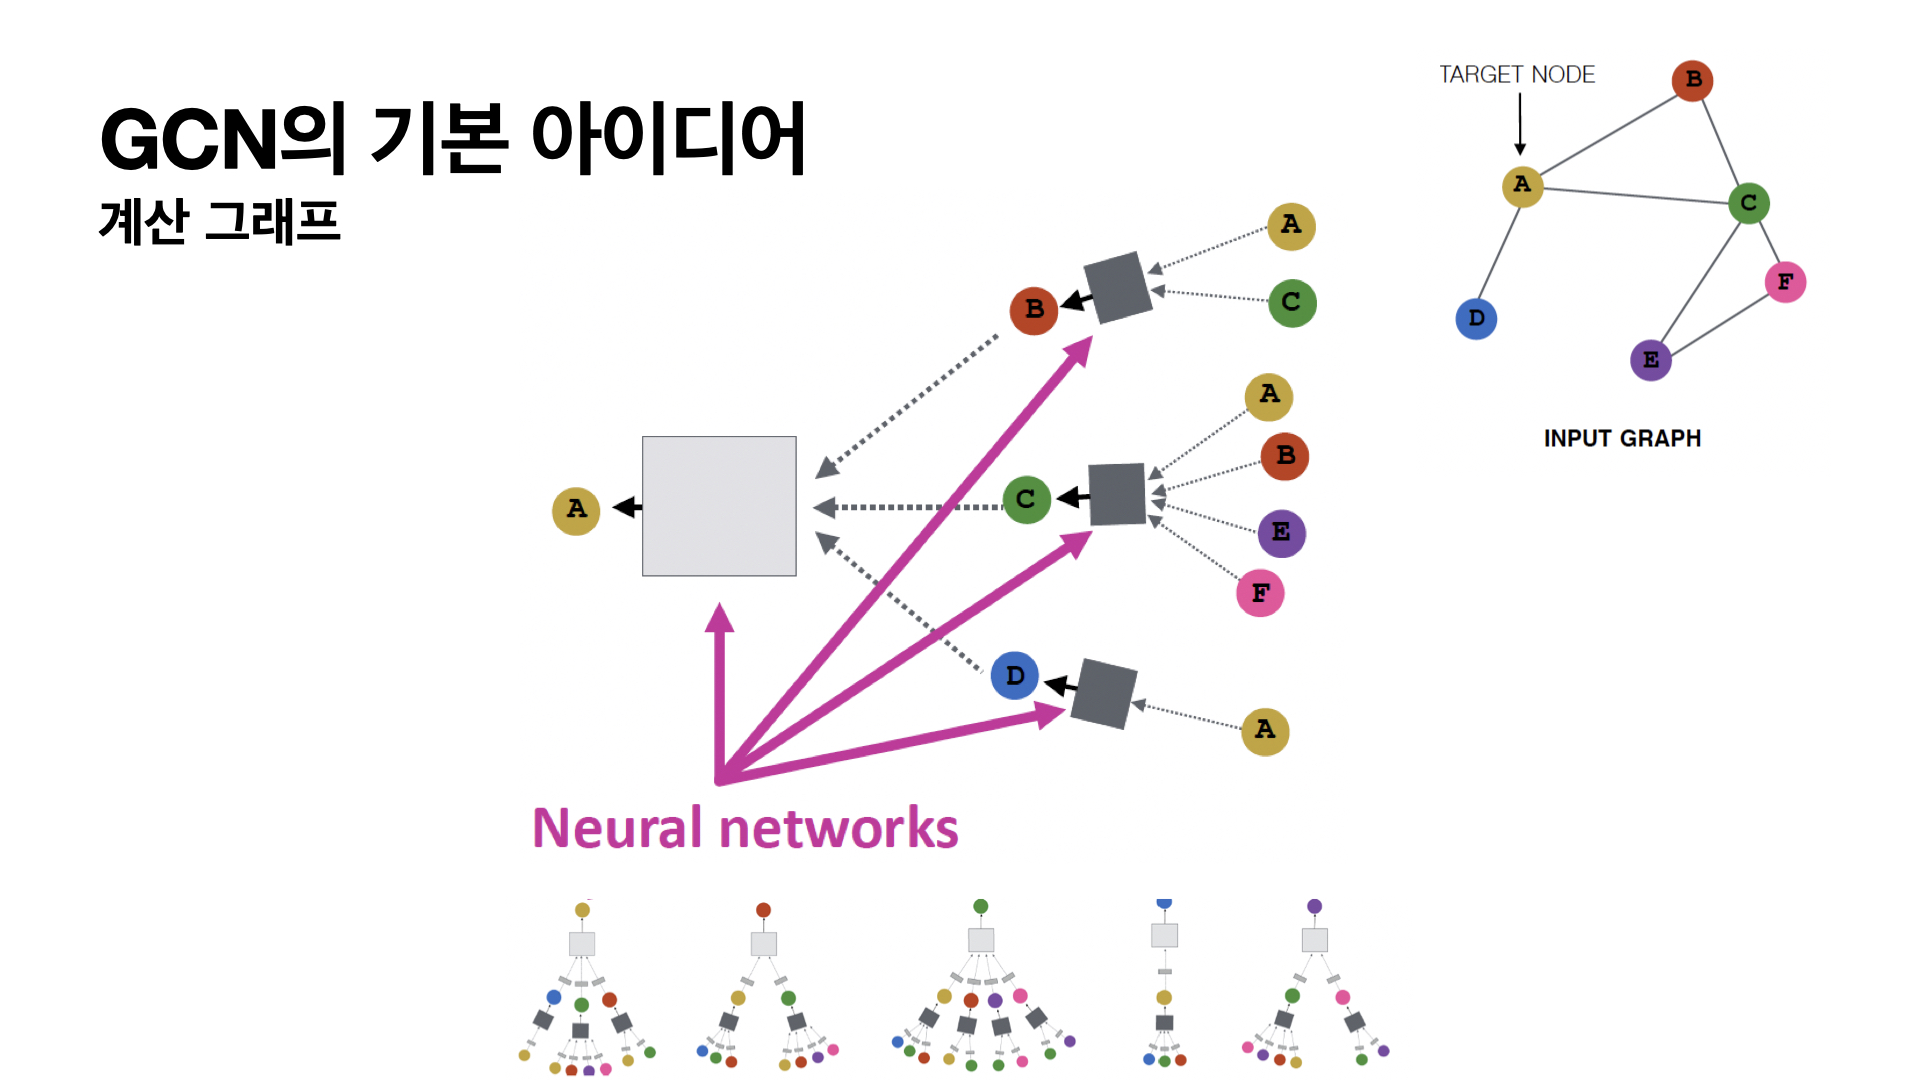 GCN의 기본 아이디어
계산 그래프
TARGET NODE
B
A
C
F
D
E
INPUT GRAPH
A
B
C
A
C
A
B
E
F
D
A
Neural networks